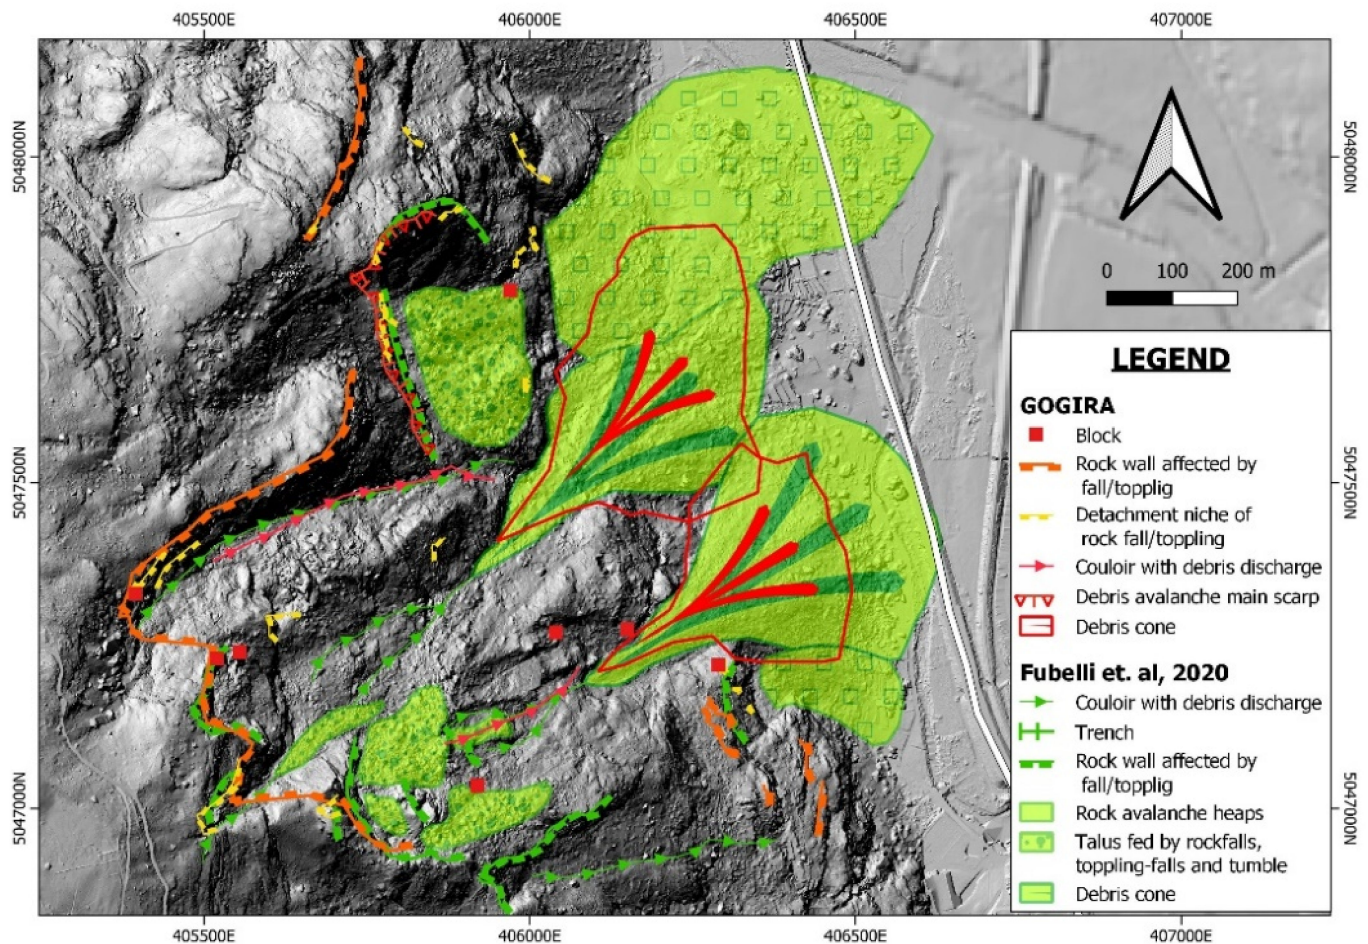 405500E 406000E 406500E 407000E
5048000N 5048000N
0 100 200 m
LEGEND
GOGIRA
Block
Rock wall affected by
fall/topplig
Detachment niche of
rock fall/toppling
Couloir with debris discharge
Debris avalanche main scarp
Debris cone
Fubelli et. al, 2020
Couloir with debris discharge
Trench
Rock wall affected by
fall/topplig
Rock avalanche heaps
Talus fed by rockfalls,
toppling-falls and tumble
Debris cone
5047500N 5047500N
5047000N 5047000N
405500E 406000E 406500E 407000E